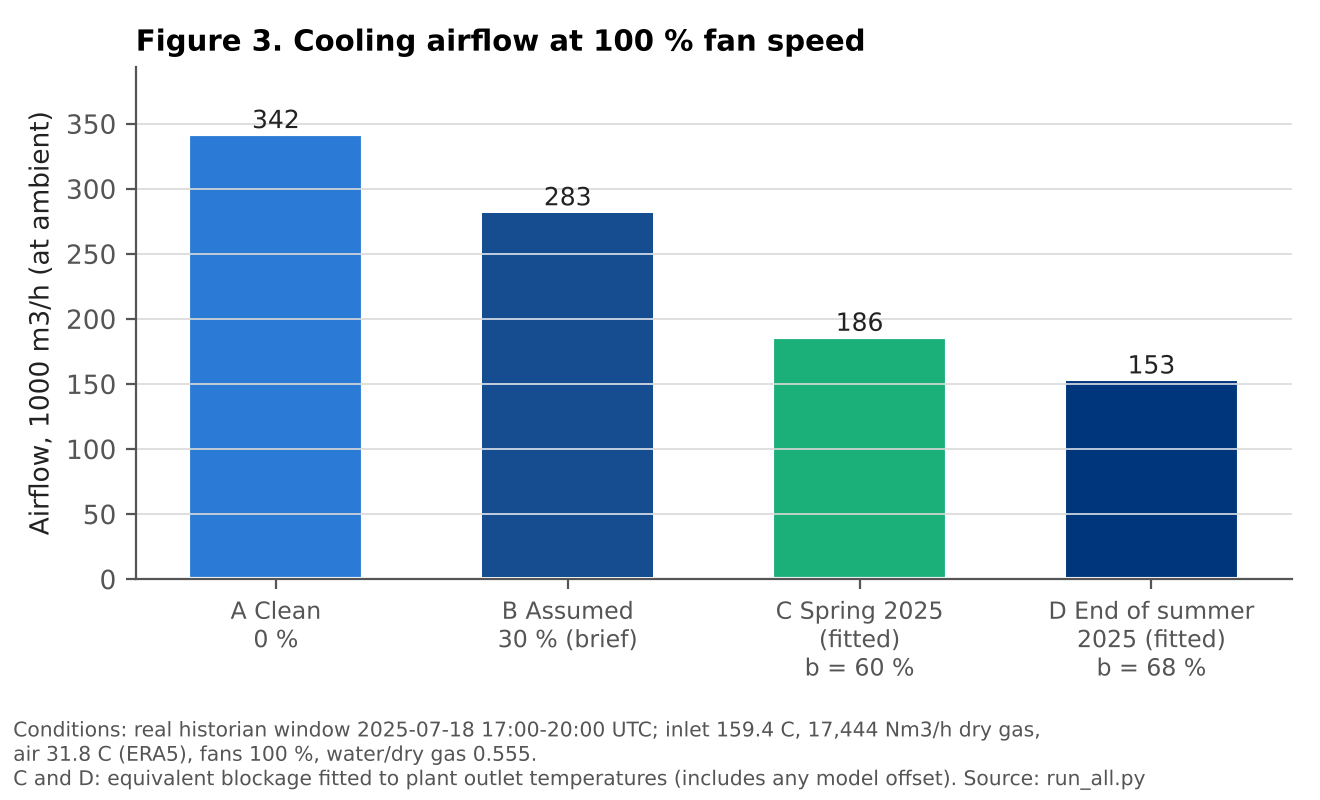 Figure 3. Cooling airflow at 100 % fan speed
Airflow, 1000 m3/h (at ambient)
350
300
250
200
150
100
50
0
342
283
186
153
A Clean
0 %
B Assumed
30 % (brief)
C Spring 2025
(fitted)
b = 60 %
D End of summer
2025 (fitted)
b = 68 %
Conditions: real historian window 2025-07-18 17:00-20:00 UTC; inlet 159.4 C, 17,444 Nm3/h dry gas,
air 31.8 C (ERA5), fans 100 %, water/dry gas 0.555.
C and D: equivalent blockage fitted to plant outlet temperatures (includes any model offset). Source: run_all.py